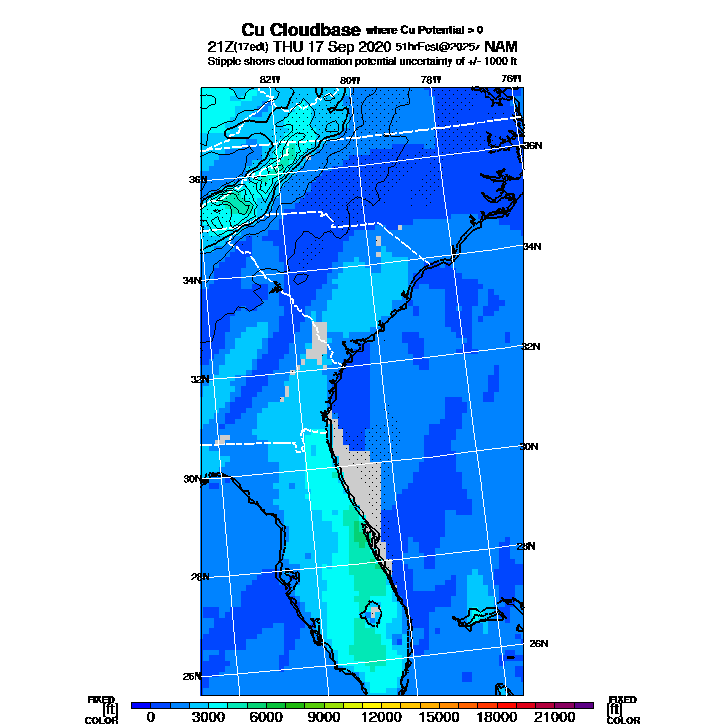 Cu Cloudbase where Cu Potential > 0
21Z(17edt) THU 17 Sep 2020 51hrFcst@2025z NAM
Stipple shows cloud formation potential uncertainty of +/- 1000 ft
82W 80W 78W 76W
36N 36N
34N 34N
32N 32N
30N 30N
28N 28N
26N 26N
FIXED FIXED
[ft] [ft]
COLOR COLOR
0 3000 6000 9000 12000 15000 18000 21000